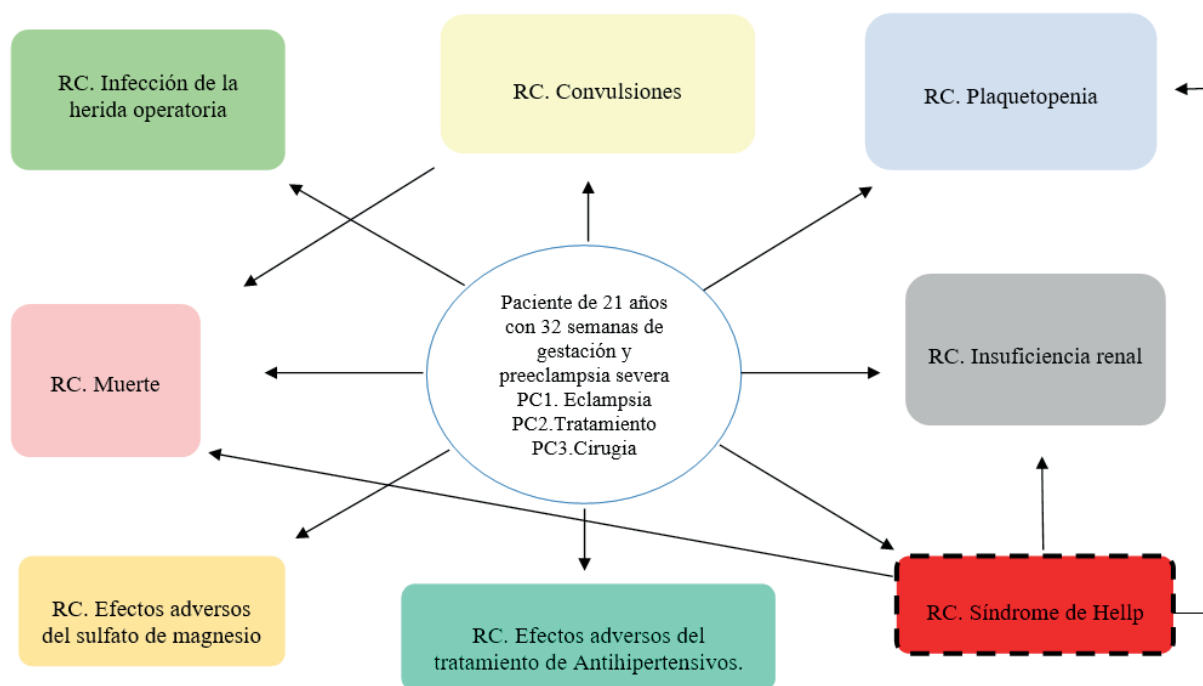 RC. Infección de la
herida operatoria
RC. Convulsiones
RC. Plaquetopenia
Paciente de 21 años
con 32 semanas de
gestación y
preeclampsia severa
PC1. Eclampsia
PC2.Tratamiento
PC3.Cirugía
RC. Muerte
RC. Insuficiencia renal
RC. Efectos adversos
del sulfato de magnesio
RC. Efectos adversos del
tratamiento de Antihipertensivos.
RC. Síndrome de Hellp